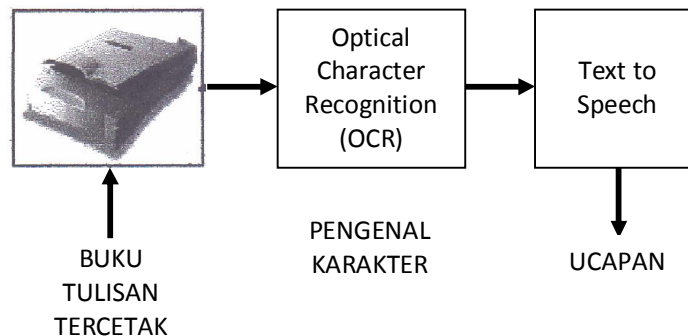 Optical
Character
Recognition
(OCR)
Text to
Speech
PENGENAL
KARAKTER
BUKU
TULISAN
TERCETAK
UCAPAN